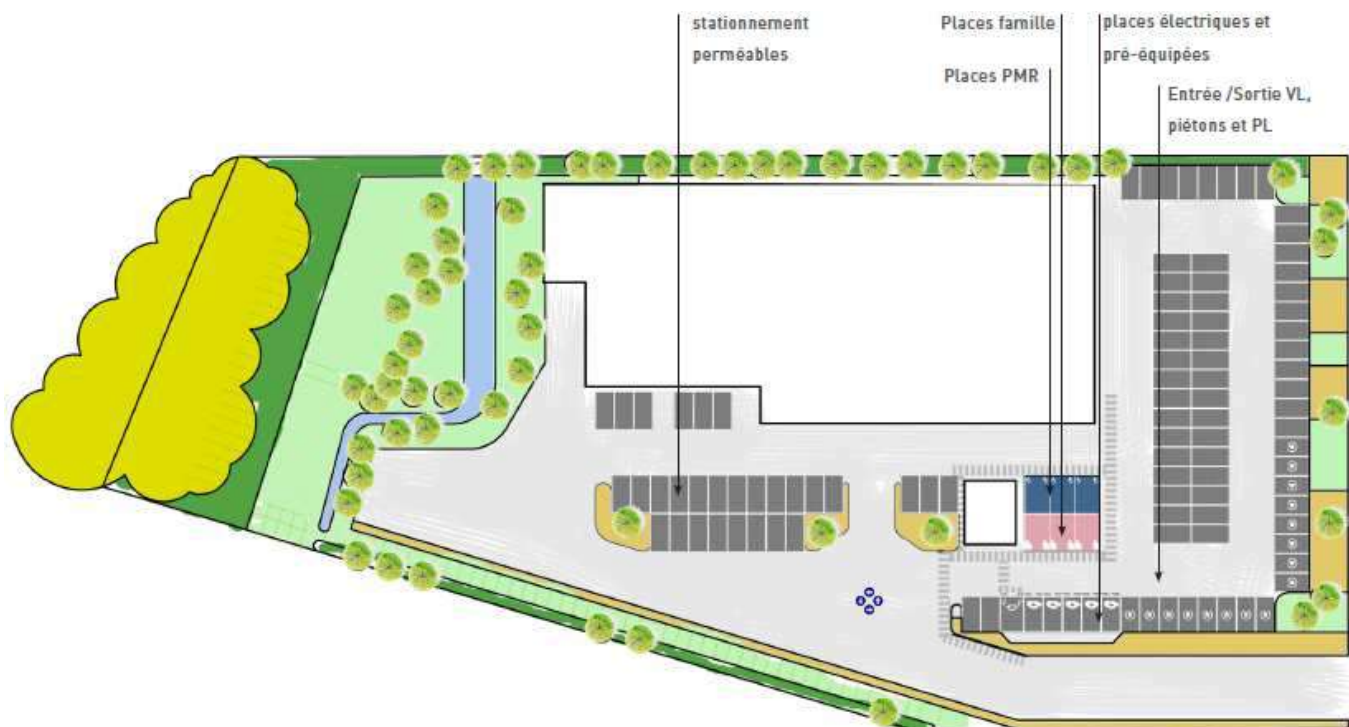 stationnement
perméables
Places famille
Places PMR
places électriques et
pré-équipées
Entrée /Sortie VL,
piétons et PL